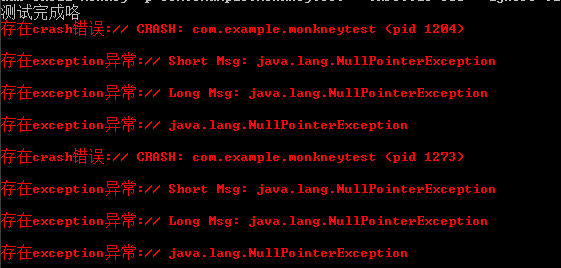 测试完成咯
存在crash错误:// CRASH: com.example.monkneytest (pid 1204)
存在exception异常:// Short Msg: java.lang.NullPointerException
存在exception异常:// Long Msg: java.lang.NullPointerException
存在exception异常:// java.lang.NullPointerException
存在crash错误:// CRASH: com.example.monkneytest (pid 1273)
存在exception异常:// Short Msg: java.lang.NullPointerException
存在exception异常:// Long Msg: java.lang.NullPointerException
存在exception异常:// java.lang.NullPointerException